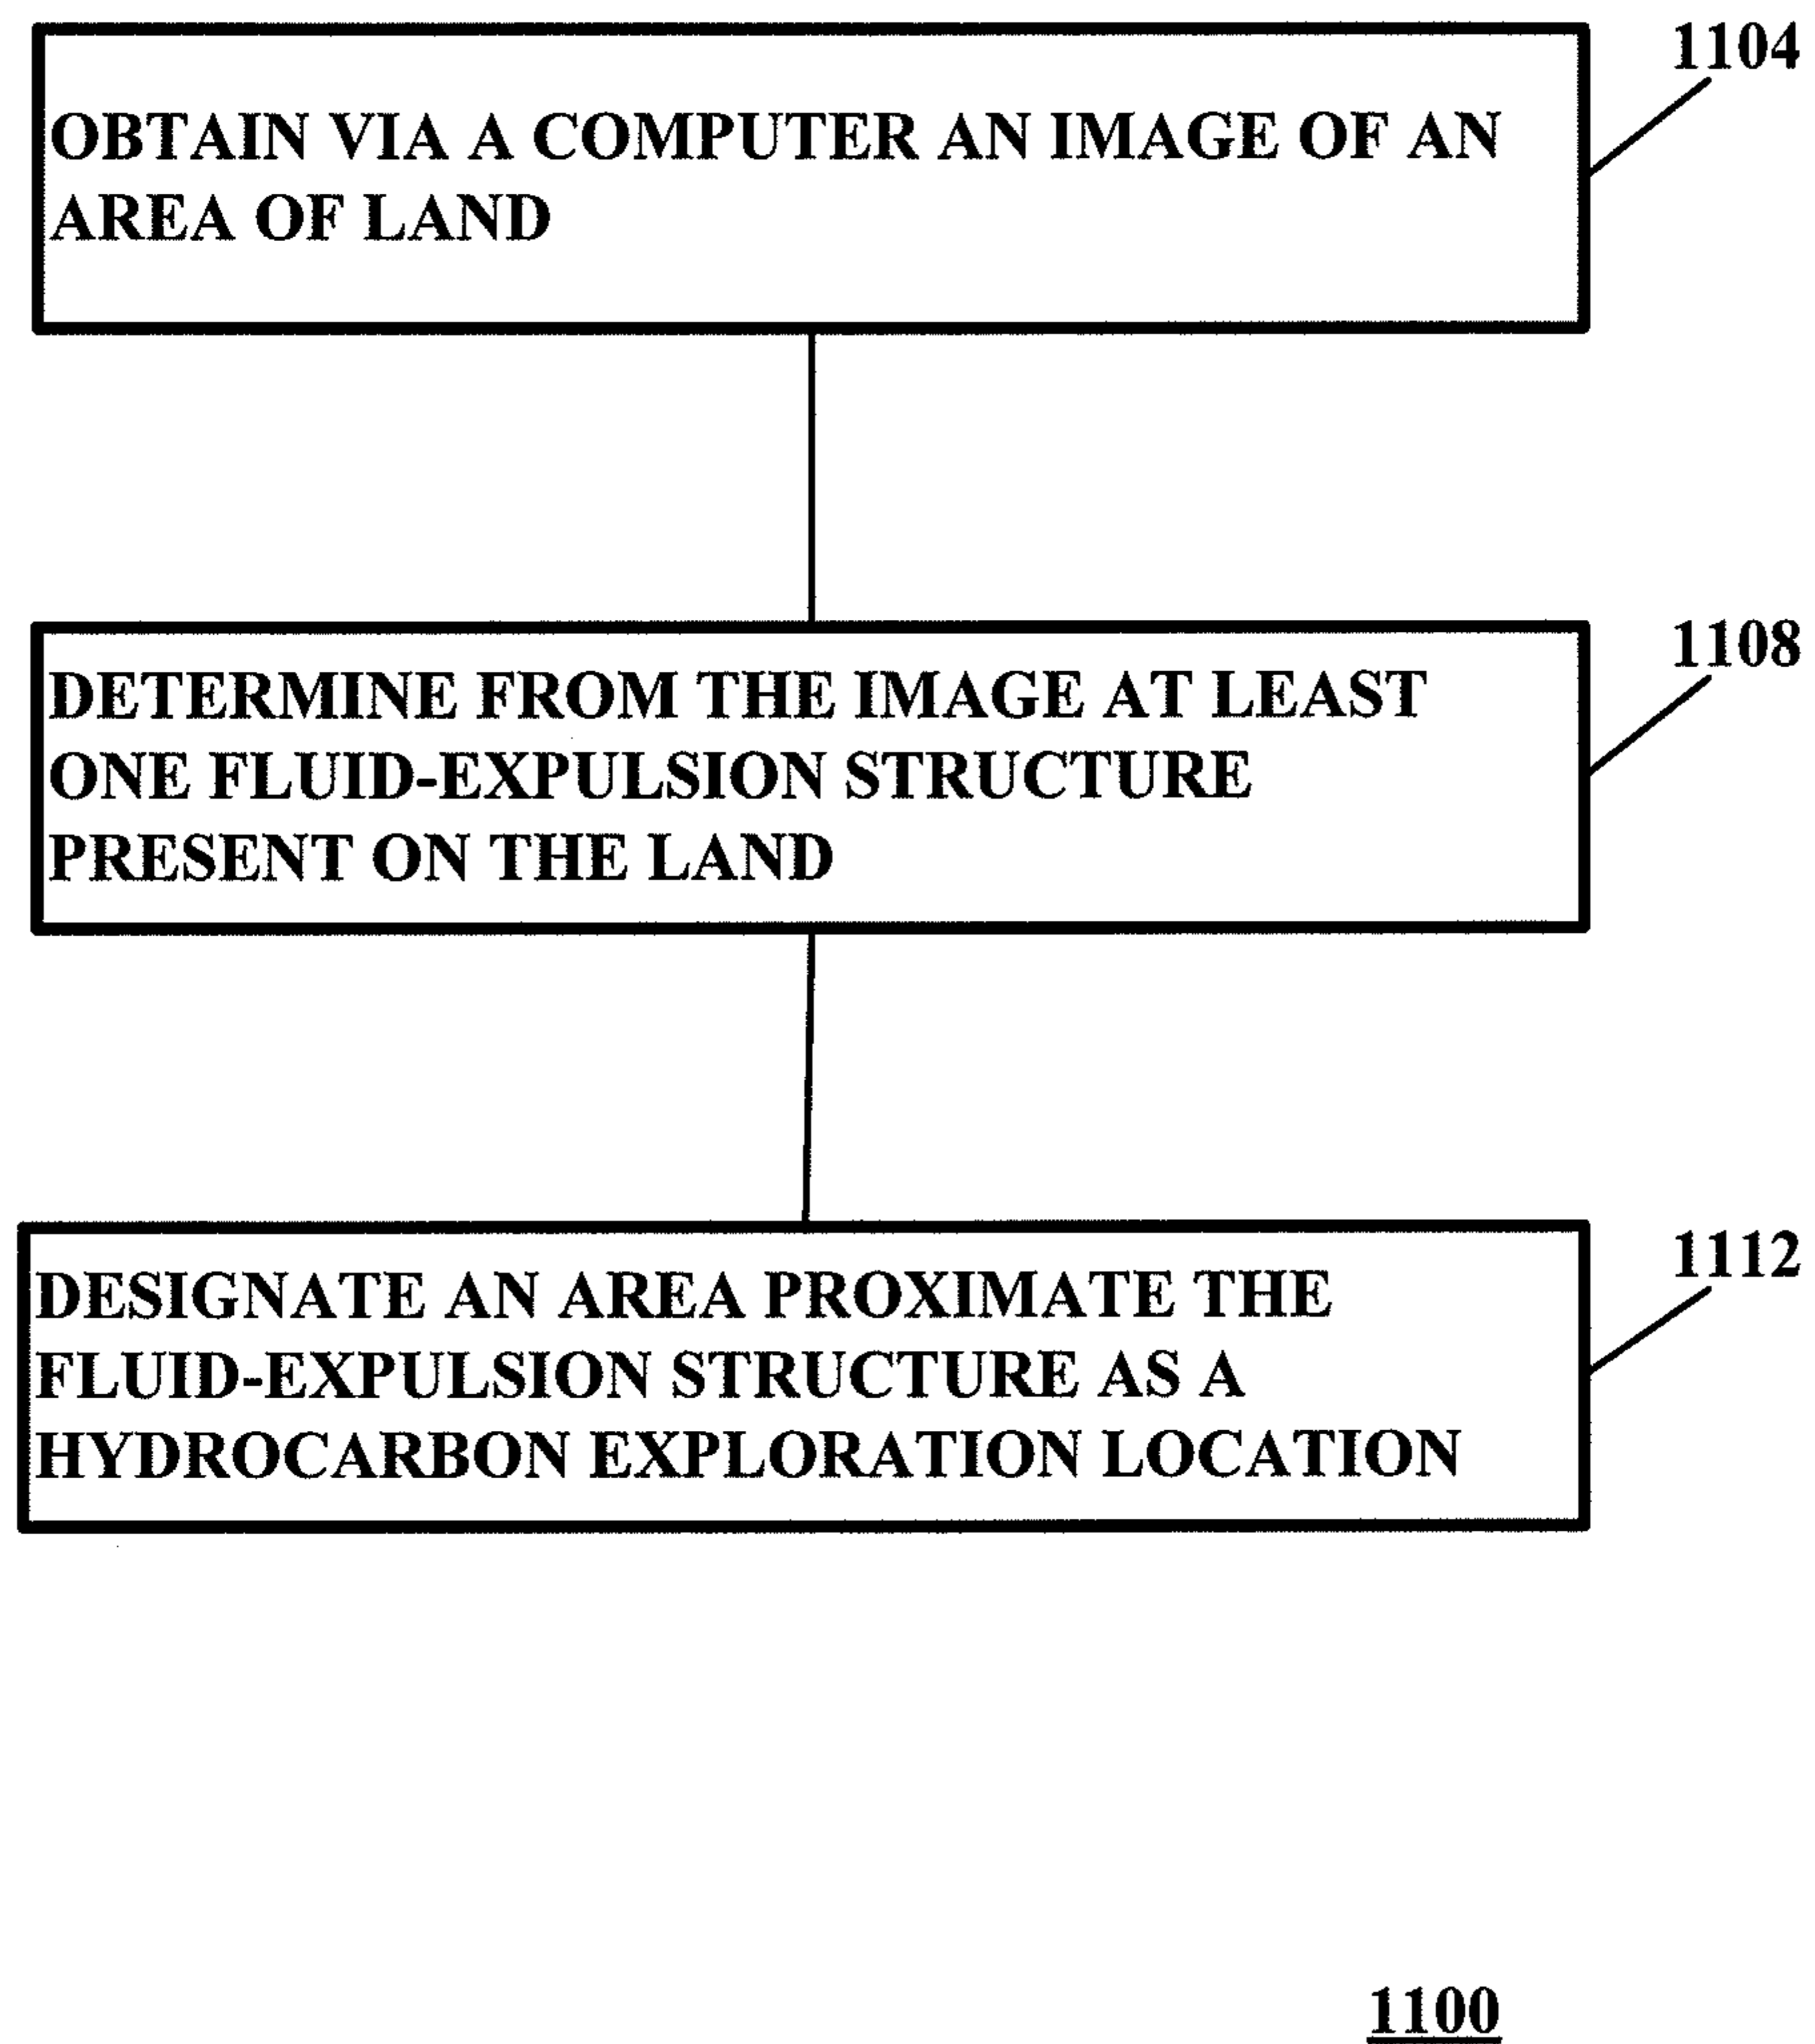 1104
OBTAIN VIA A COMPUTER AN IMAGE OF AN
AREA OF LAND
1108
DETERMINE FROM THE IMAGE AT LEAST
ONE FLUID-EXPULSION STRUCTURE
PRESENT ON THE LAND
1112
DESIGNATE AN AREA PROXIMATE THE
FLUID-EXPULSION STRUCTURE AS A
HYDROCARBON EXPLORATION LOCATION
1100